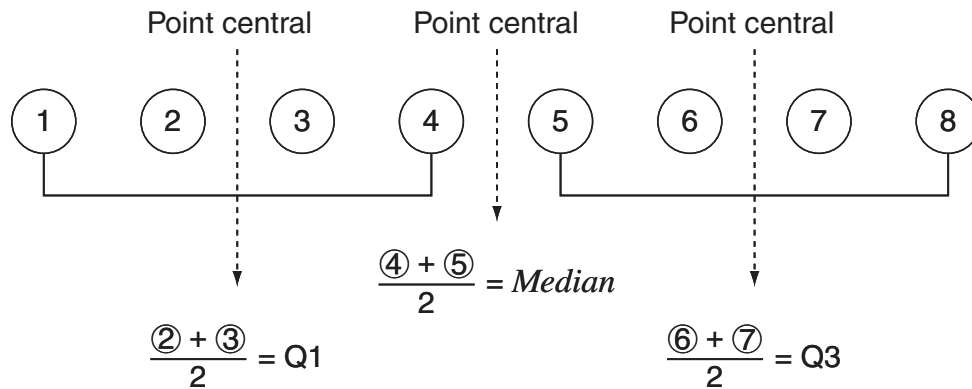 Point central Point central Point central
1 2 3 4 5 6 7 8
④ + ⑤
2
= Median
② + ③
2
= Q1
⑥ + ⑦
2
= Q3